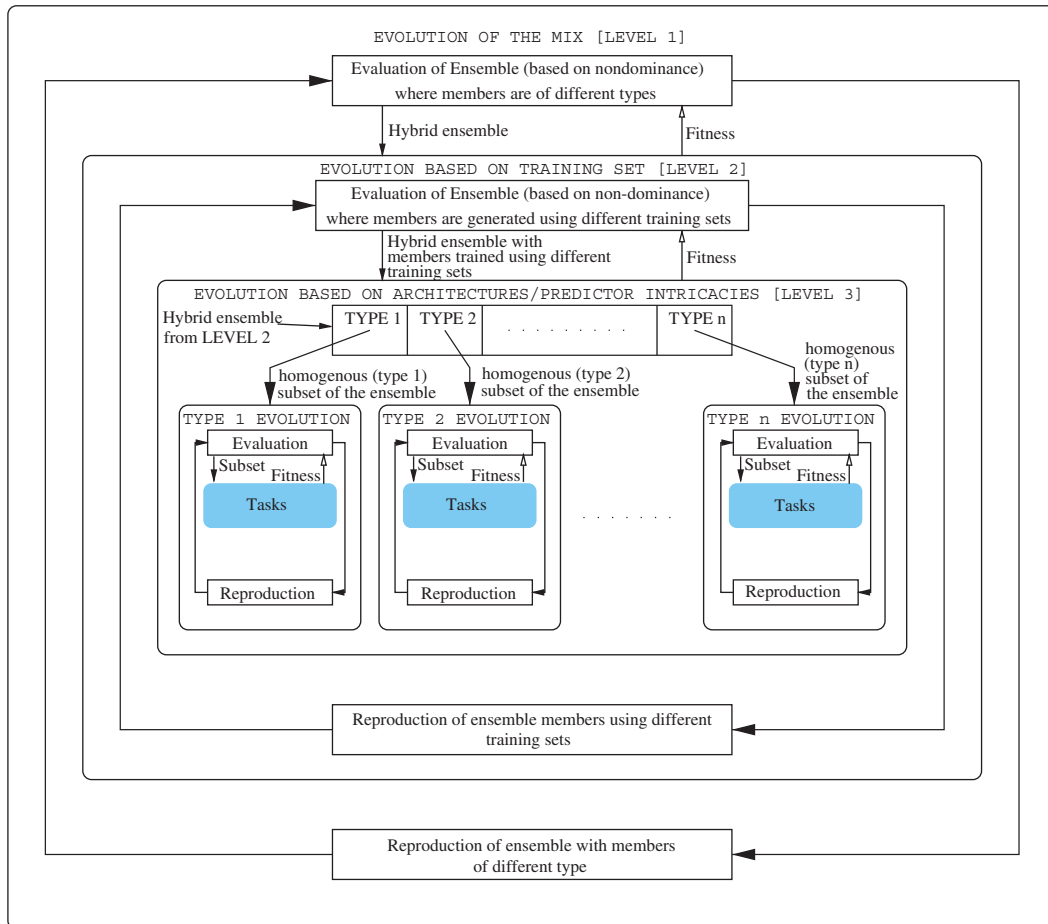 EVOLUTION OF THE MIX [LEVEL 1]
Evaluation of Ensemble (based on nondominance)
where members are of different types
Hybrid ensemble
Fitness
EVOLUTION BASED ON TRAINING SET [LEVEL 2]
Evaluation of Ensemble (based on non-dominance)
where members are generated using different training sets
Hybrid ensemble with
members trained using different
training sets
Fitness
EVOLUTION BASED ON ARCHITECTURES/PREDICTOR INTRICACIES [LEVEL 3]
Hybrid ensemble
from LEVEL 2
TYPE 1
TYPE 2
. . . . . . . . .
TYPE n
homogenous (type 1)
subset of the ensemble
homogenous (type 2)
subset of the ensemble
homogenous
(type n)
subset of
the ensemble
TYPE 1 EVOLUTION
Evaluation
Subset
Fitness
Tasks
Reproduction
TYPE 2 EVOLUTION
Evaluation
Subset
Fitness
Tasks
Reproduction
. . . . . . .
TYPE n EVOLUTION
Evaluation
Subset
Fitness
Tasks
Reproduction
Reproduction of ensemble members using different
training sets
Reproduction of ensemble with members
of different type